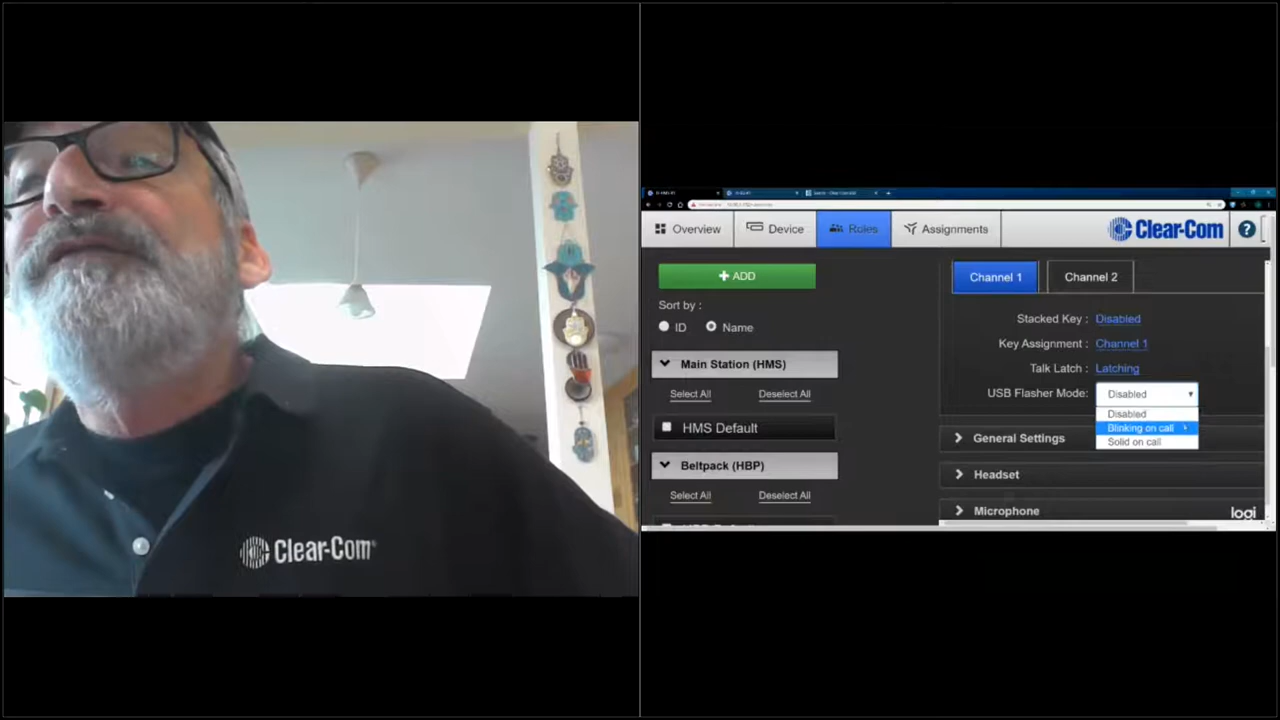 Clear-Com
Overview
Device
Roles
Assignments
Clear-Com
?
ADD
Channel 1
Channel 2
Sort by :
ID
Name
Stacked Key :
Disabled
Key Assignment :
Channel 1
Main Station (HMS)
Talk Latch :
Latching
Select All
Deselect All
USB Flasher Mode:
Disabled
Disabled
Blinking on call
Solid on call
HMS Default
General Settings
Beltpack (HBP)
Headset
Select All
Deselect All
Microphone
logi